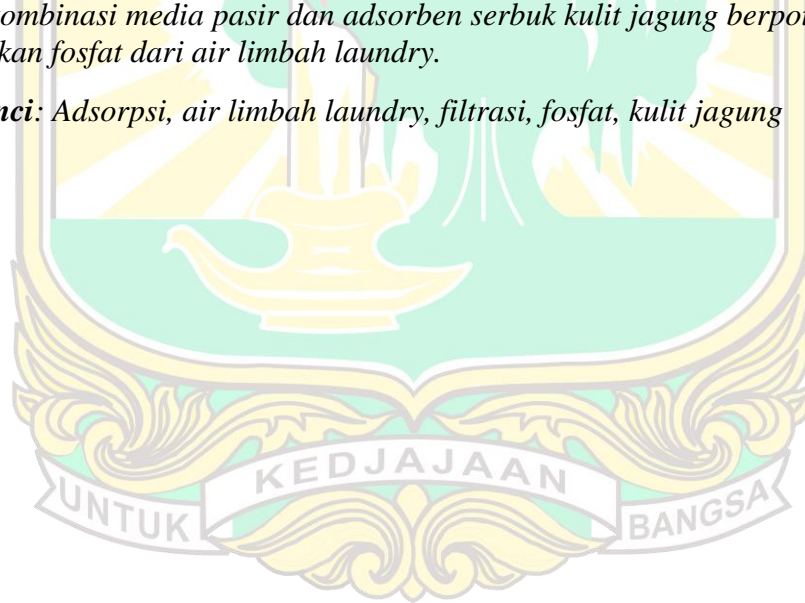 ombinasi media pasir dan adsorben serbuk kulit jagung berpo
kan fosfat dari air limbah laundry.
nci: Adsorpsi, air limbah laundry, filtrasi, fosfat, kulit jagung
UNTUK KEDJAJAAN BANGSA